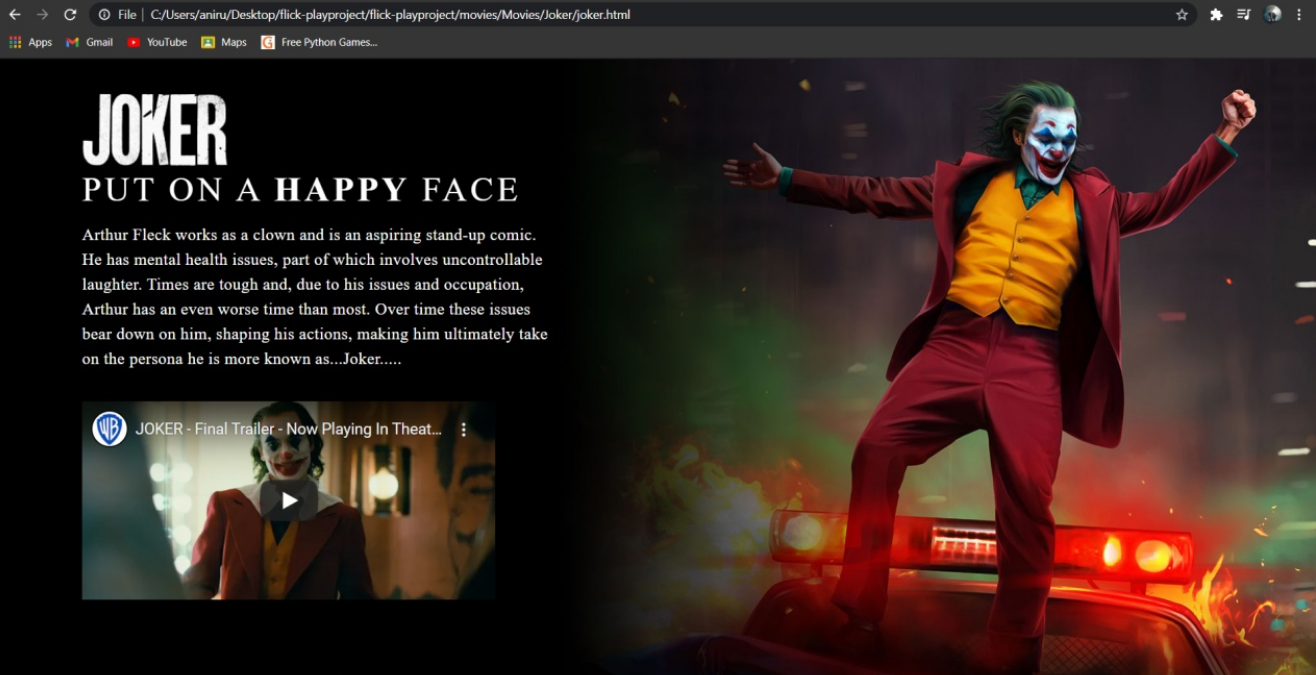 File | C:/Users/aniru/Desktop/flick-playproject/flick-playproject/movies/Movies/Joker/joker.html
Apps Gmail YouTube Maps Free Python Games...
JOKER
PUT ON A HAPPY FACE
Arthur Fleck works as a clown and is an aspiring stand-up comic.
He has mental health issues, part of which involves uncontrollable
laughter. Times are tough and, due to his issues and occupation,
Arthur has an even worse time than most. Over time these issues
bear down on him, shaping his actions, making him ultimately take
on the persona he is more known as...Joker.....
WB JOKER - Final Trailer - Now Playing In Theat...